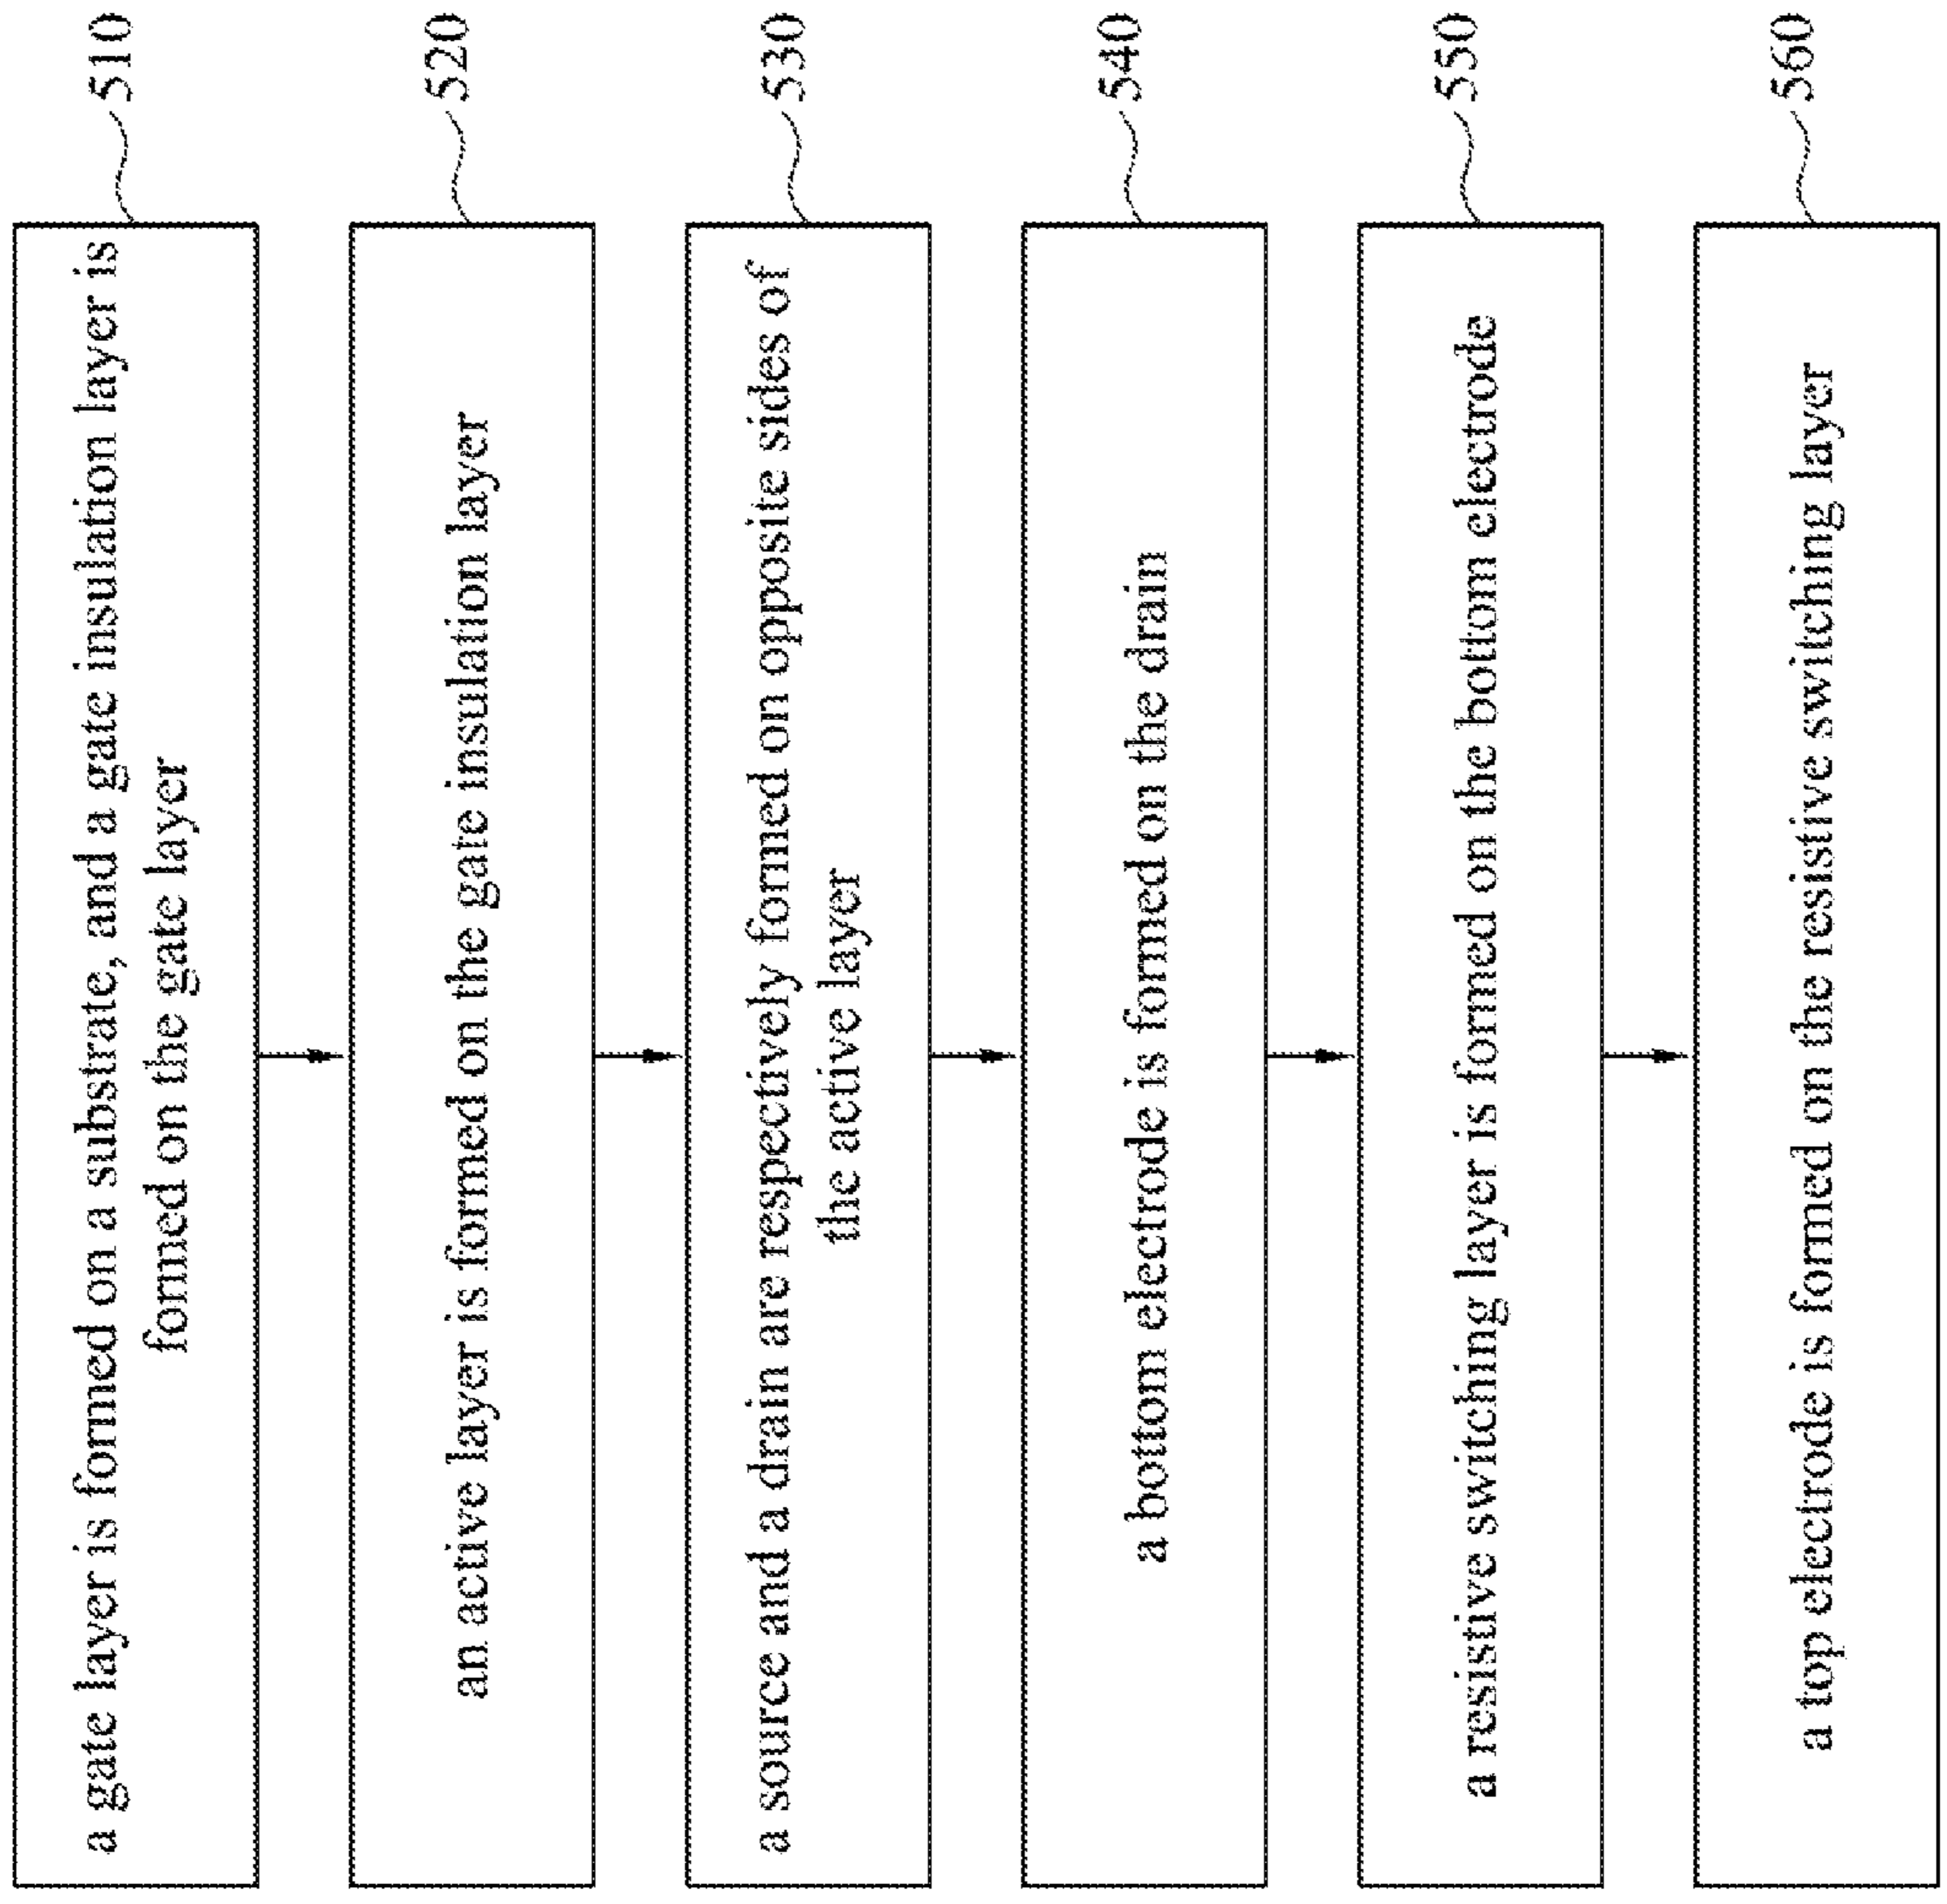 a gate layer is formed on a substrate, and a gate insulation layer is
formed on the gate layer
510
an active layer is formed on the gate insulation layer
520
a source and a drain are respectively formed on opposite sides of
the active layer
530
a bottom electrode is formed on the drain
540
a resistive switching layer is formed on the bottom electrode
550
a top electrode is formed on the resistive switching layer
560